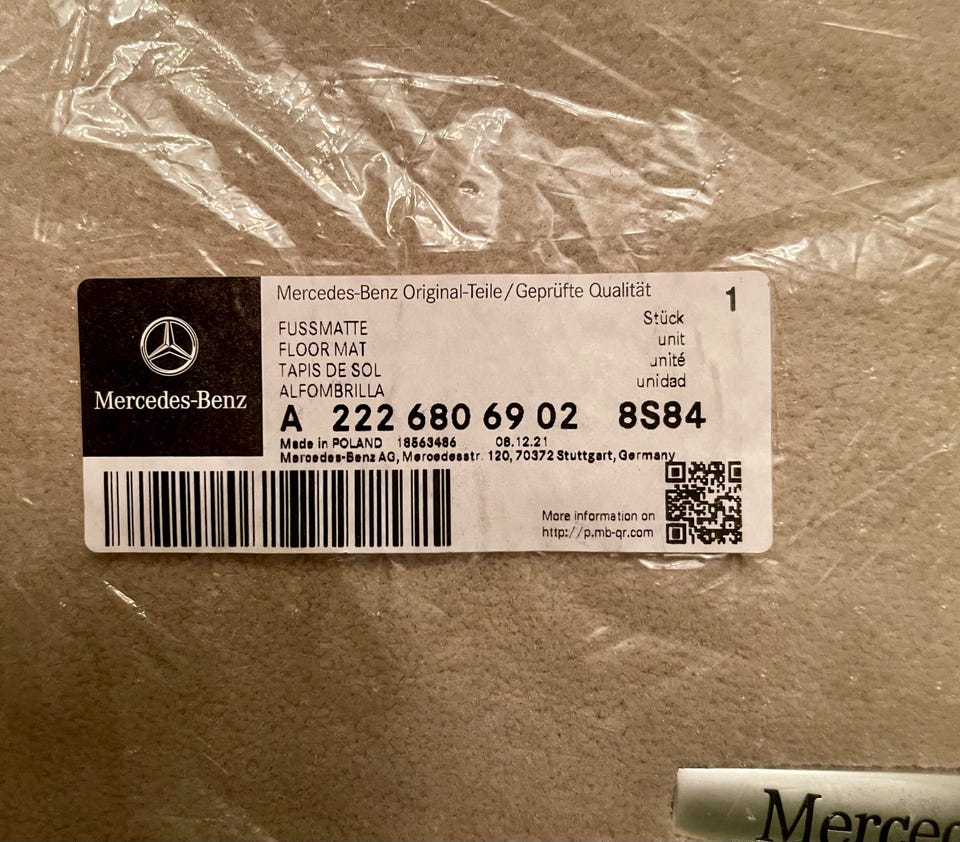 Mercedes-Benz
Mercedes-Benz Original-Teile/Geprüfte Qualität
1
FUSSMATTE
FLOOR MAT
TAPIS DE SOL
ALFOMBRILLA
Stück
unit
unité
unidad
A 222 680 69 02 8S84
Made in POLAND 18563486 08.12.21
Mercedes-Benz AG, Mercedesstr. 120, 70372 Stuttgart, Germany
More information on
http://p.mb-qr.com
Merced